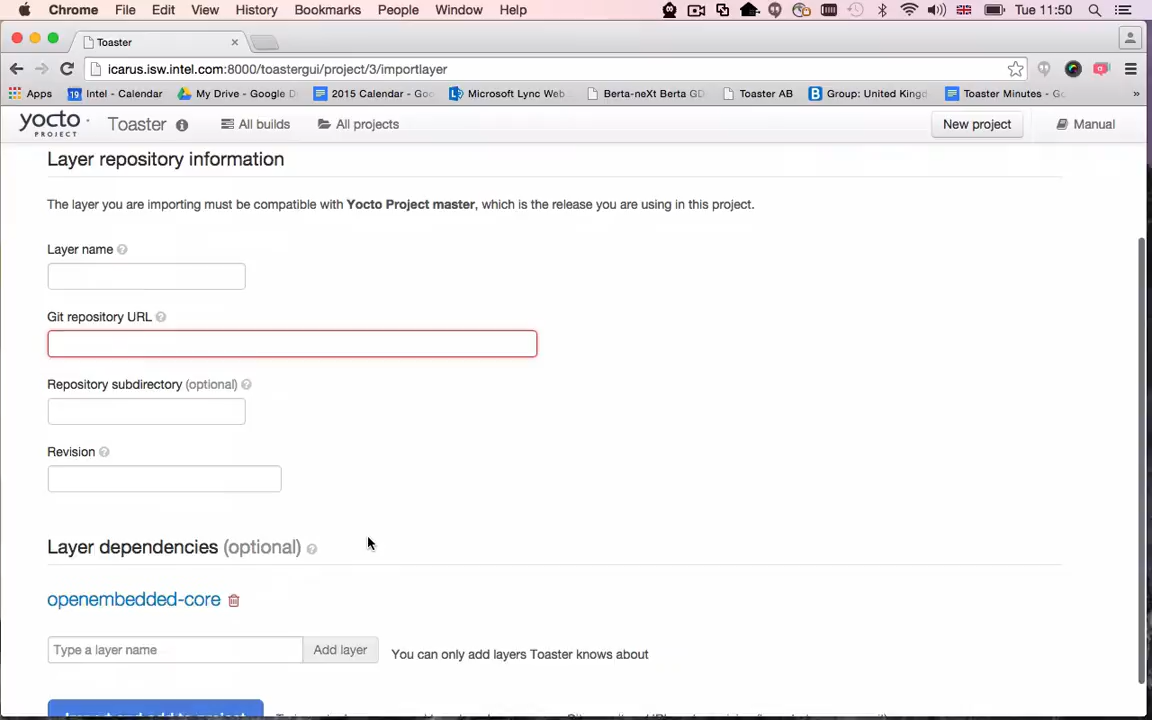 Chrome File Edit View History Bookmarks People Window Help Tue 11:50
Toaster
icarus.isw.intel.com:8000/toastergui/project/3/importlayer
Apps Intel - Calendar My Drive - Google D 2015 Calendar - Goo Microsoft Lync Web Berta-neXt Berta GD Toaster AB Group: United Kingd Toaster Minutes - Go »
yocto PROJECT Toaster All builds All projects New project Manual
Layer repository information
The layer you are importing must be compatible with Yocto Project master, which is the release you are using in this project.
Layer name
Git repository URL
Repository subdirectory (optional)
Revision
Layer dependencies (optional)
openembedded-core
Type a layer name Add layer You can only add layers Toaster knows about